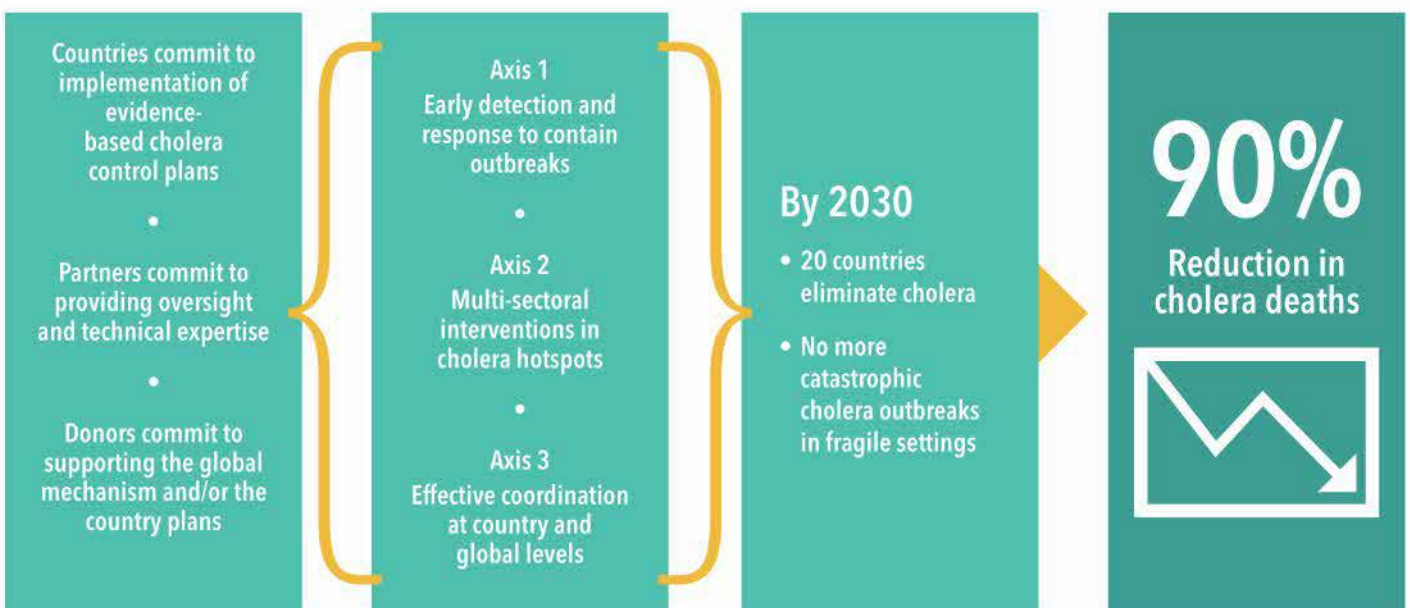 Countries commit to
implementation of
evidence-
based cholera
control plans
•
Partners commit to
providing oversight
and technical expertise
•
Donors commit to
supporting the global
mechanism and/or the
country plans
Axis 1
Early detection and
response to contain
outbreaks
•
Axis 2
Multi-sectoral
interventions in
cholera hotspots
•
Axis 3
Effective coordination
at country and
global levels
By 2030
• 20 countries
eliminate cholera
• No more
catastrophic
cholera outbreaks
in fragile settings
90%
Reduction in
cholera deaths